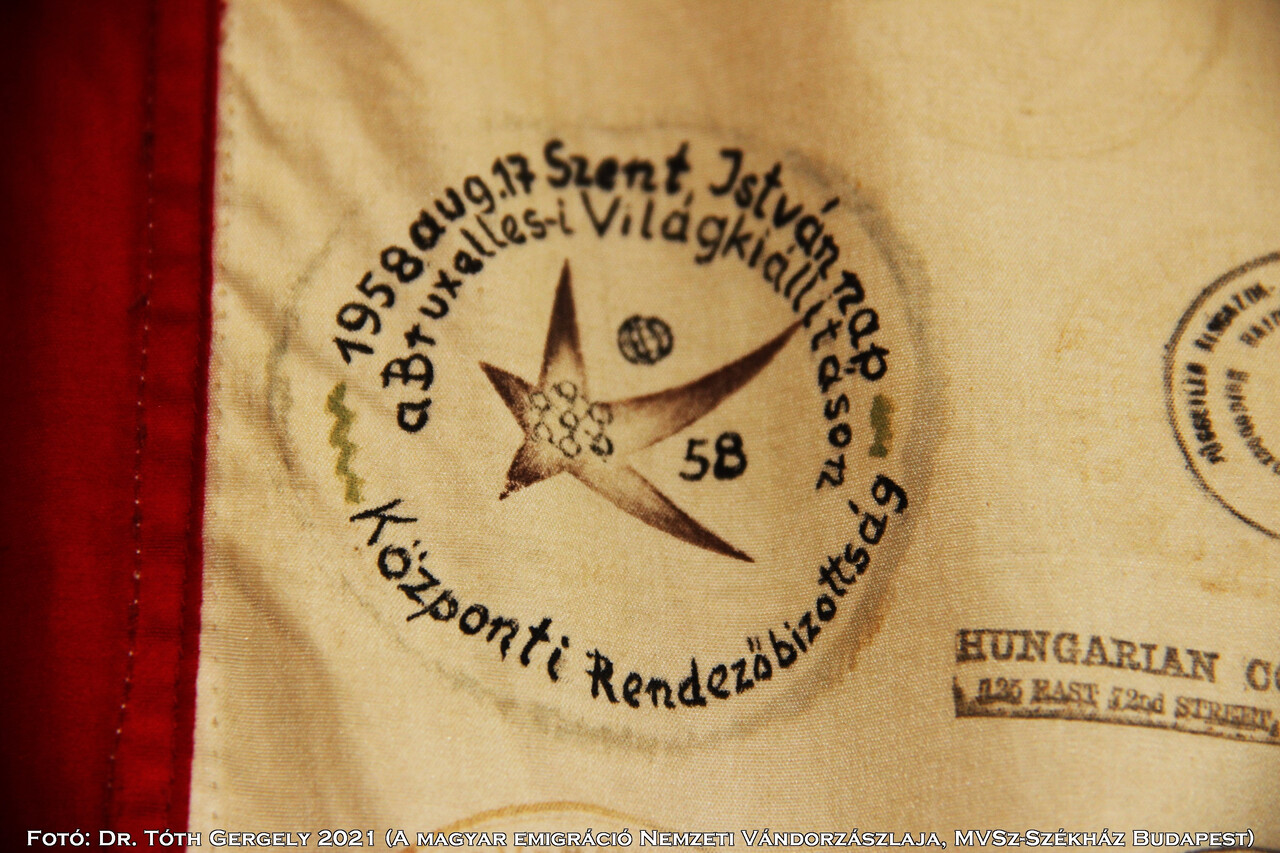 1958 aug. 17 Szent István nap
a Bruxelles-i Világkiállításon
58
Központi Rendezőbizottság
HUNGARIAN
125 EAST 72nd STREET,
FOTÓ: DR. TÓTH GERGELY 2021 (A MAGYAR EMIGRÁCIÓ NEMZETI VÁNDORZÁSZLAJA, MVSZ-SZÉKHÁZ BUDAPEST)